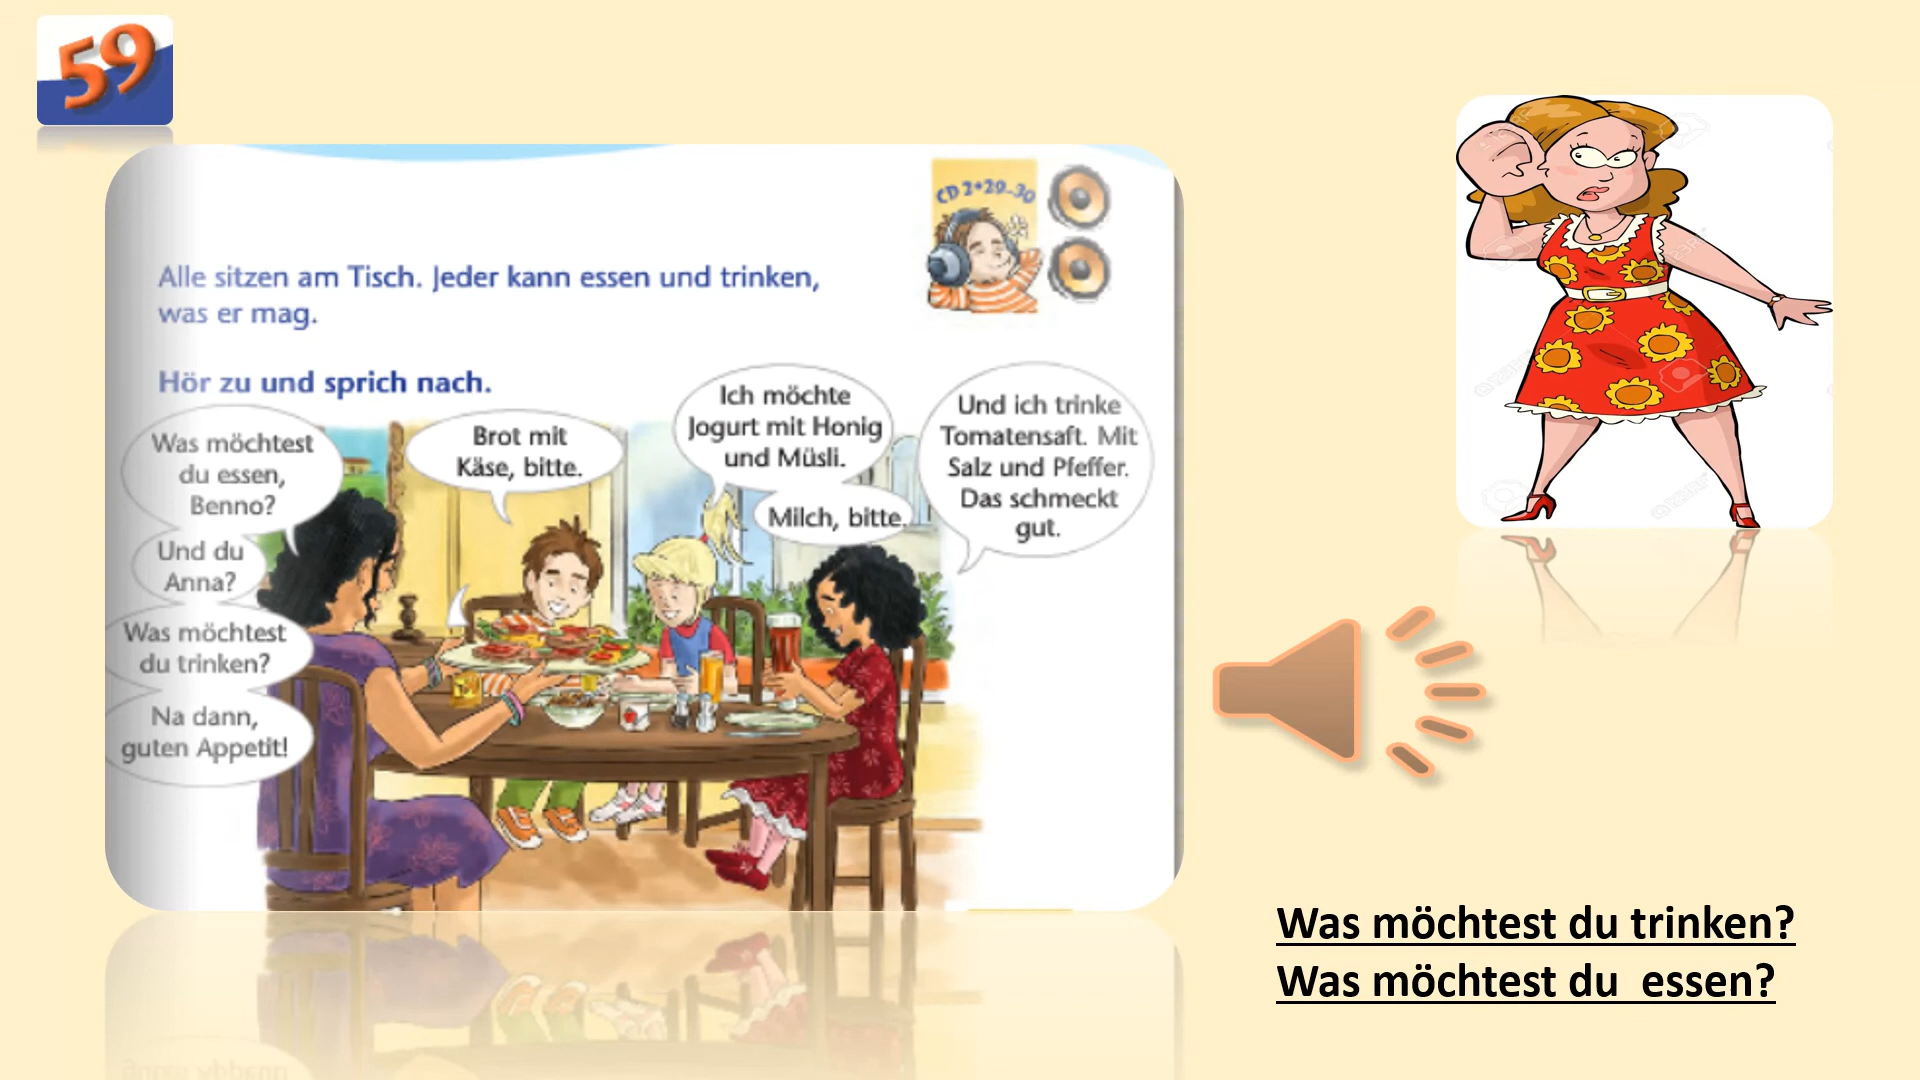 59
CD 2•29-30
Alle sitzen am Tisch. Jeder kann essen und trinken,
was er mag.
Hör zu und sprich nach.
Was möchtest
du essen,
Benno?
Und du
Anna?
Was möchtest
du trinken?
Na dann,
guten Appetit!
Brot mit
Käse, bitte.
Ich möchte
Jogurt mit Honig
und Müsli.
Milch, bitte.
Und ich trinke
Tomatensaft. Mit
Salz und Pfeffer.
Das schmeckt
gut.
Was möchtest du trinken?
Was möchtest du essen?